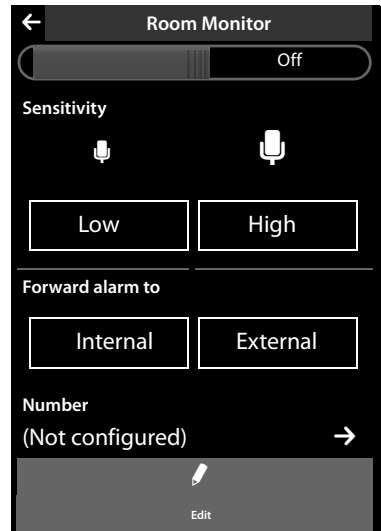 Room Monitor
Off
Sensitivity
Low High
Forward alarm to
Internal External
Number
(Not configured)
Edit